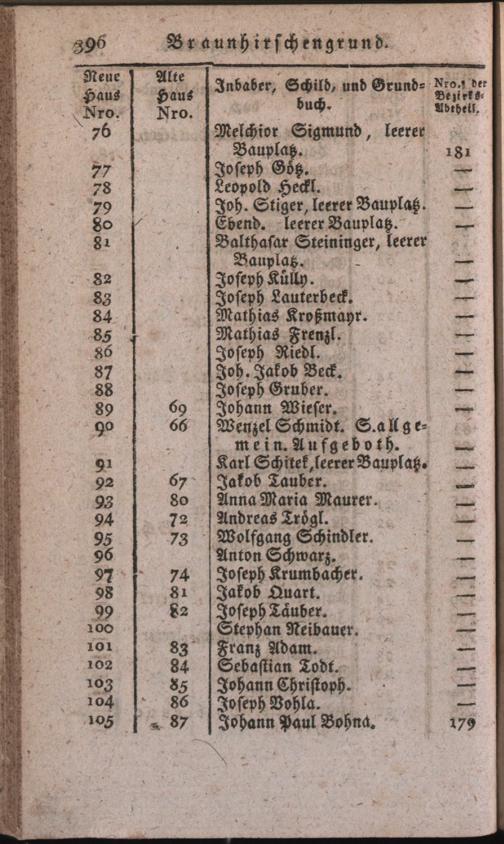 396 Braunhirschengrund.
Neue Alte Inhaber, Schild, und Grund= Nro. der
Haus Haus buch. Bezirks=
Nro. Nro. Abtheil.
76 Melchior Sigmund, leerer
Bauplatz. 181
77 Joseph Götz. —
78 Leopold Heckl. —
79 Joh. Stiger, leerer Bauplatz. —
80 Ebend. leerer Bauplatz. —
81 Balthasar Steininger, leerer —
Bauplatz.
82 Joseph Külly. —
83 Joseph Lauterbeck. —
84 Mathias Kroßmayr. —
85 Mathias Frenzl. —
86 Joseph Riedl. —
87 Joh. Jakob Beck. —
88 Joseph Gruber. —
89 69 Johann Wieser. —
90 66 Wenzel Schmidt. S. allge=
mein. Aufgeboth. —
91 Karl Schitek, leerer Bauplatz. —
92 67 Jakob Tauber. —
93 80 Anna Maria Maurer. —
94 72 Andreas Trögl. —
95 73 Wolfgang Schindler. —
96 Anton Schwarz. —
97 74 Joseph Krumbacher. —
98 81 Jakob Quart. —
99 82 Joseph Täuber. —
100 Stephan Neibauer. —
101 83 Franz Adam. —
102 84 Sebastian Todt. —
103 85 Johann Christoph. —
104 86 Joseph Vohla. —
105 87 Johann Paul Bohna. 179